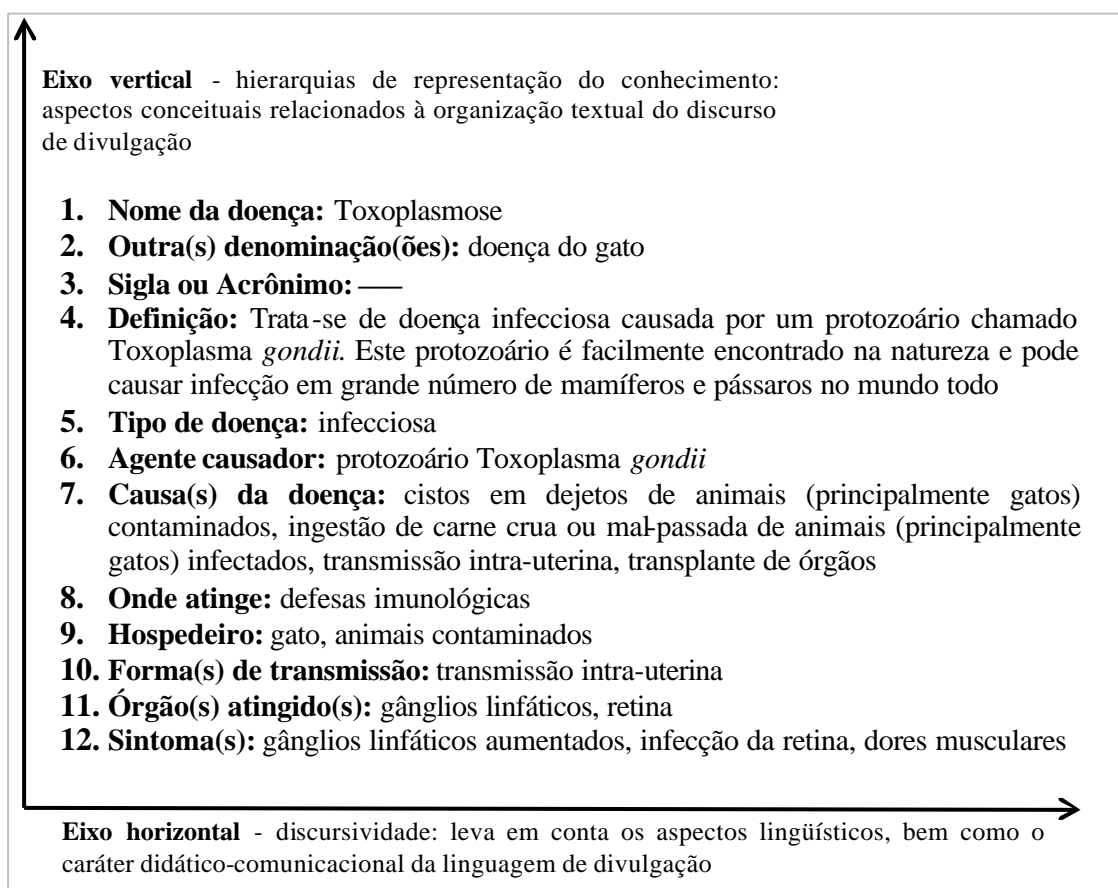 Eixo vertical - hierarquias de representação do conhecimento:
aspectos conceituais relacionados à organização textual do discurso
de divulgação
1. Nome da doença: Toxoplasmose
2. Outra(s) denominação(ões): doença do gato
3. Sigla ou Acrônimo: —–
4. Definição: Trata-se de doença infecciosa causada por um protozoário chamado
Toxoplasma gondii. Este protozoário é facilmente encontrado na natureza e pode
causar infecção em grande número de mamíferos e pássaros no mundo todo
5. Tipo de doença: infecciosa
6. Agente causador: protozoário Toxoplasma gondii
7. Causa(s) da doença: cistos em dejetos de animais (principalmente gatos)
contaminados, ingestão de carne crua ou mal-passada de animais (principalmente
gatos) infectados, transmissão intra-uterina, transplante de órgãos
8. Onde atinge: defesas imunológicas
9. Hospedeiro: gato, animais contaminados
10. Forma(s) de transmissão: transmissão intra-uterina
11. Órgão(s) atingido(s): gânglios linfáticos, retina
12. Sintoma(s): gânglios linfáticos aumentados, infecção da retina, dores musculares
Eixo horizontal - discursividade: leva em conta os aspectos lingüísticos, bem como o
caráter didático-comunicacional da linguagem de divulgação